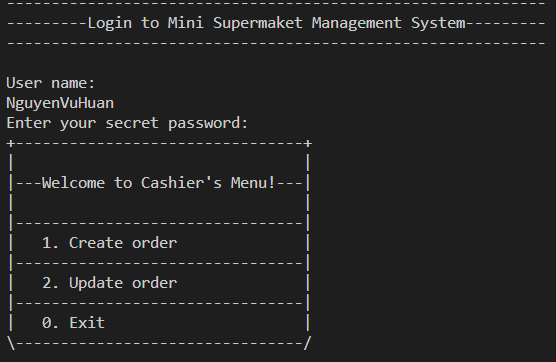 ------------------------------------------------------------
---------Login to Mini Supermaket Management System---------
------------------------------------------------------------
User name:
NguyenVuHuan
Enter your secret password:
+--------------------------------+
|                                |
|---Welcome to Cashier's Menu!---|
|                                |
|--------------------------------|
|   1. Create order              |
|--------------------------------|
|   2. Update order              |
|--------------------------------|
|   0. Exit                      |
\--------------------------------/